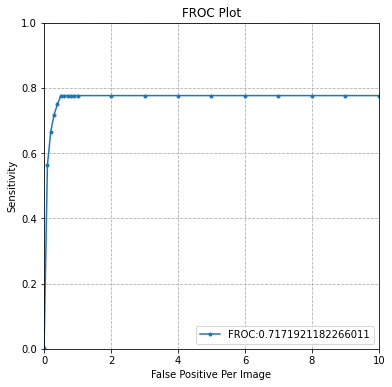 FROC Plot
1.0
0.8
0.6
0.4
0.2
0.0
Sensitivity
FROC:0.7171921182266011
0 2 4 6 8 10
False Positive Per Image